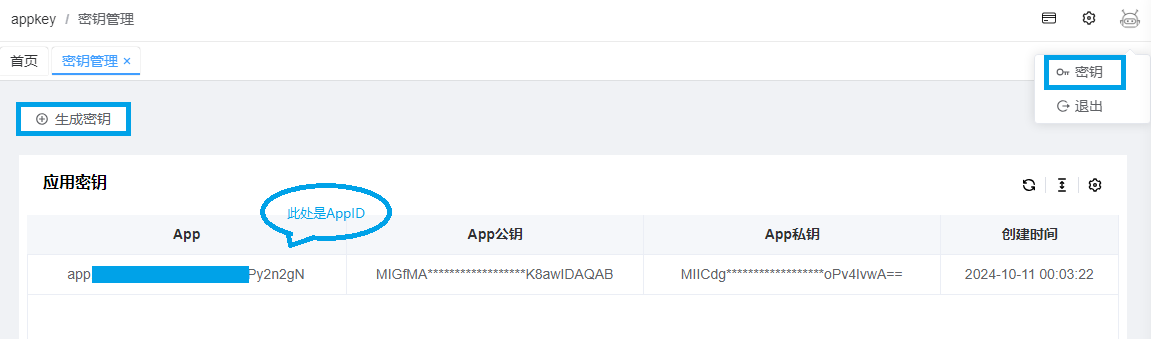 appkey / 密钥管理
首页 密钥管理 ×
密钥
退出
生成密钥
应用密钥
此处是AppID
App App公钥 App私钥 创建时间
app Py2n2gN MIGfMA******************K8awIDAQAB MIICdg******************oPv4IvwA== 2024-10-11 00:03:22